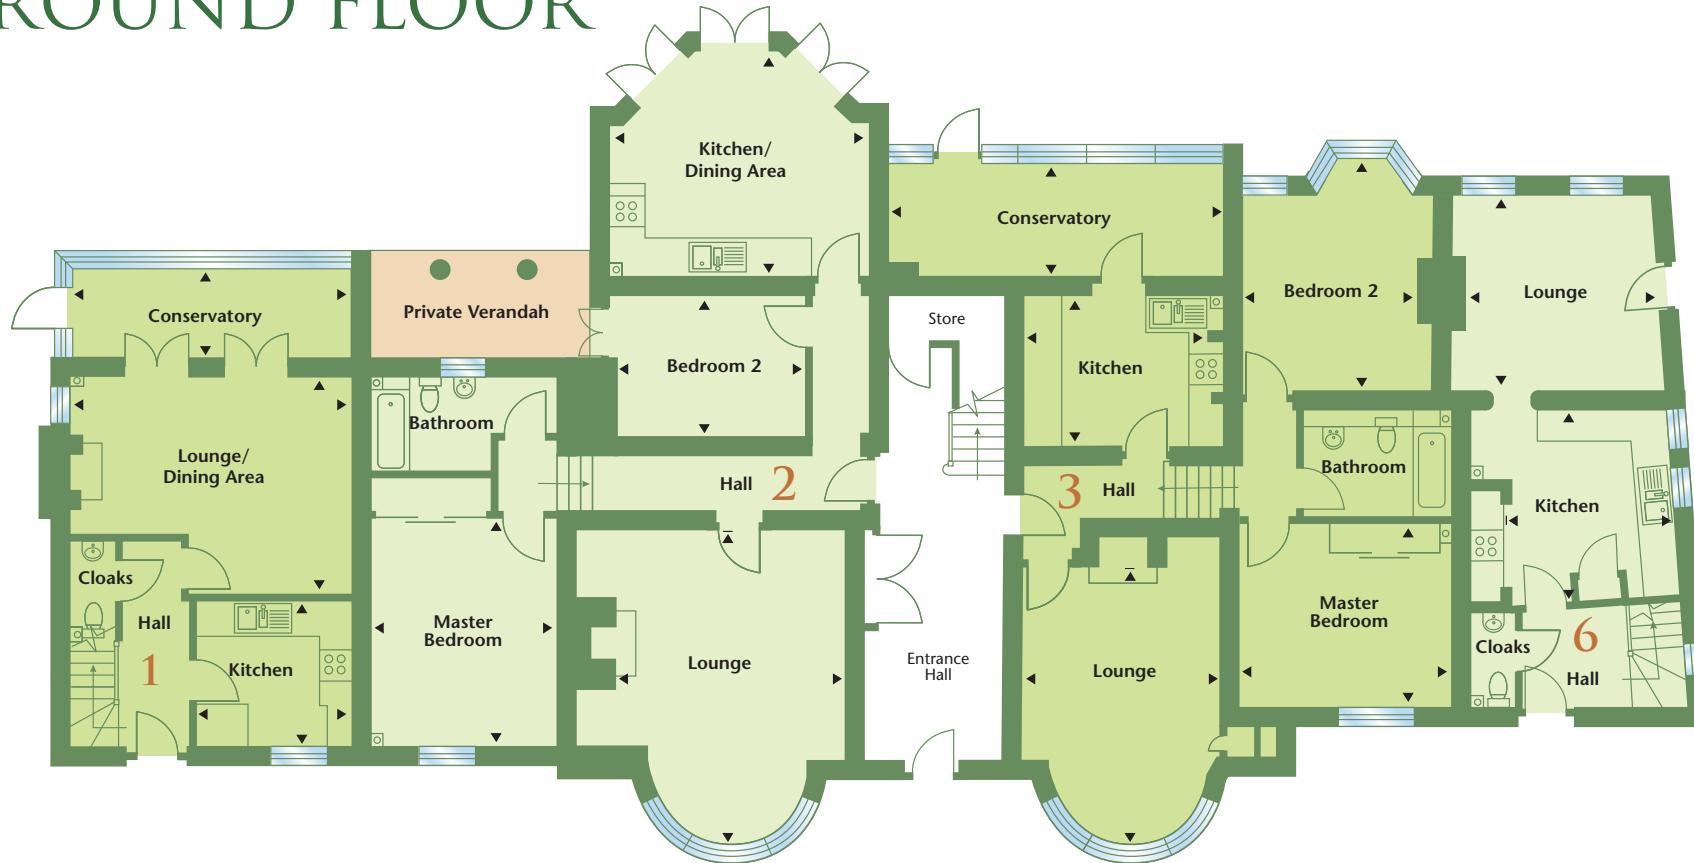 ROUND FLOOR
Kitchen/
Dining Area
Conservatory
Conservatory
Private Verandah
Bedroom 2
Store
Kitchen
Bedroom 2
Lounge
Bathroom
Lounge/
Dining Area
Hall
2
3
Hall
Bathroom
Kitchen
Cloaks
Hall
1
Kitchen
Master
Bedroom
Lounge
Entrance
Hall
Lounge
Master
Bedroom
Cloaks
6
Hall